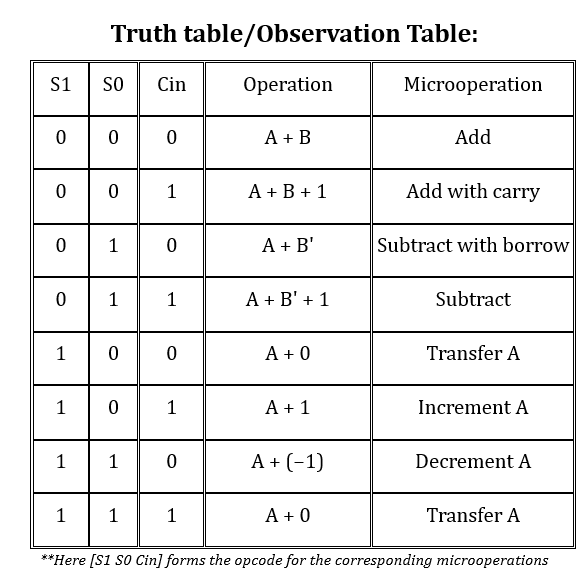 Truth table/Observation Table:
S1 S0 Cin Operation Microoperation
0 0 0 A + B Add
0 0 1 A + B + 1 Add with carry
0 1 0 A + B' Subtract with borrow
0 1 1 A + B' + 1 Subtract
1 0 0 A + 0 Transfer A
1 0 1 A + 1 Increment A
1 1 0 A + (−1) Decrement A
1 1 1 A + 0 Transfer A
**Here [S1 S0 Cin] forms the opcode for the corresponding microoperations